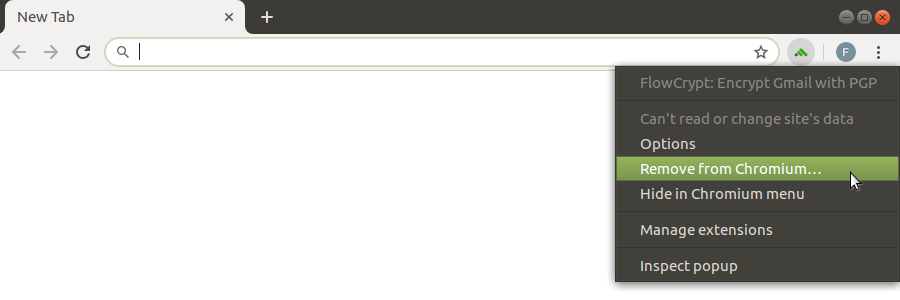 New Tab
F
FlowCrypt: Encrypt Gmail with PGP
Can't read or change site's data
Options
Remove from Chromium...
Hide in Chromium menu
Manage extensions
Inspect popup